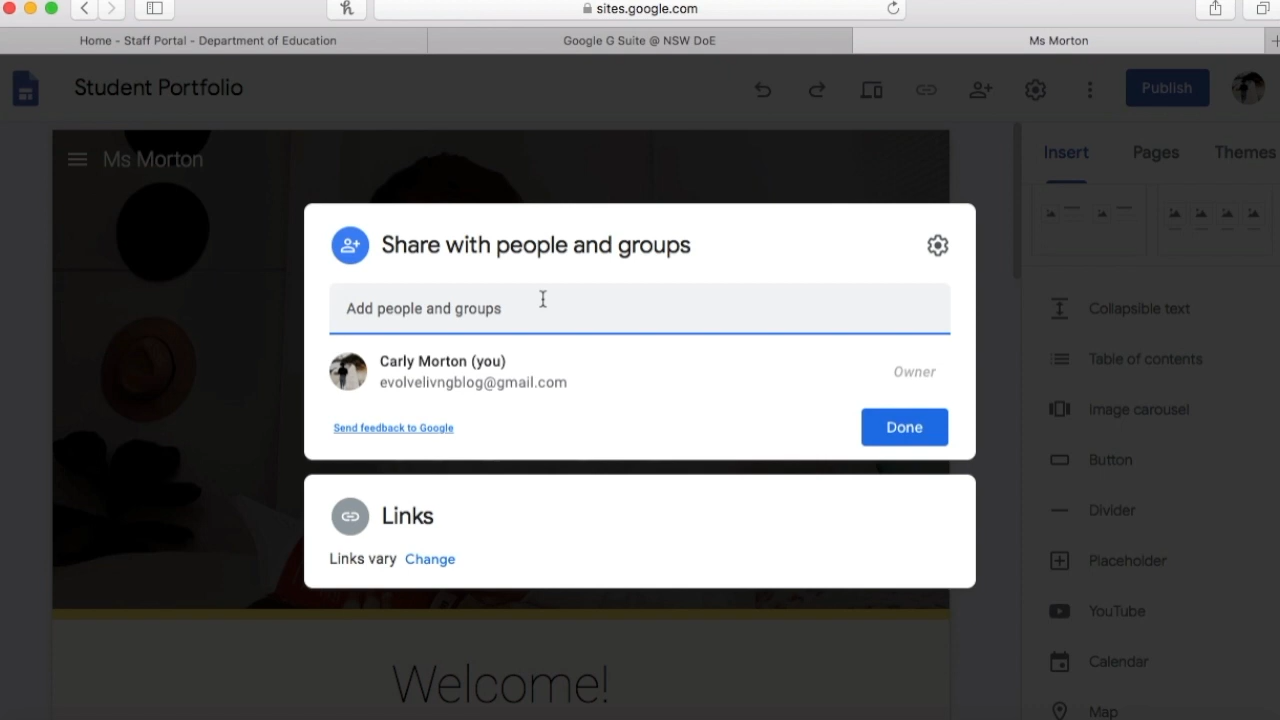 sites.google.com
Home - Staff Portal - Department of Education
Google G Suite @ NSW DoE
Ms Morton
Student Portfolio
Publish
Ms Morton
Insert
Pages
Themes
Share with people and groups
Add people and groups
Carly Morton (you)
evolvelivngblog@gmail.com
Owner
Send feedback to Google
Done
Links
Links vary Change
Collapsible text
Table of contents
Image carousel
Button
Divider
Placeholder
YouTube
Calendar
Map
Welcome!